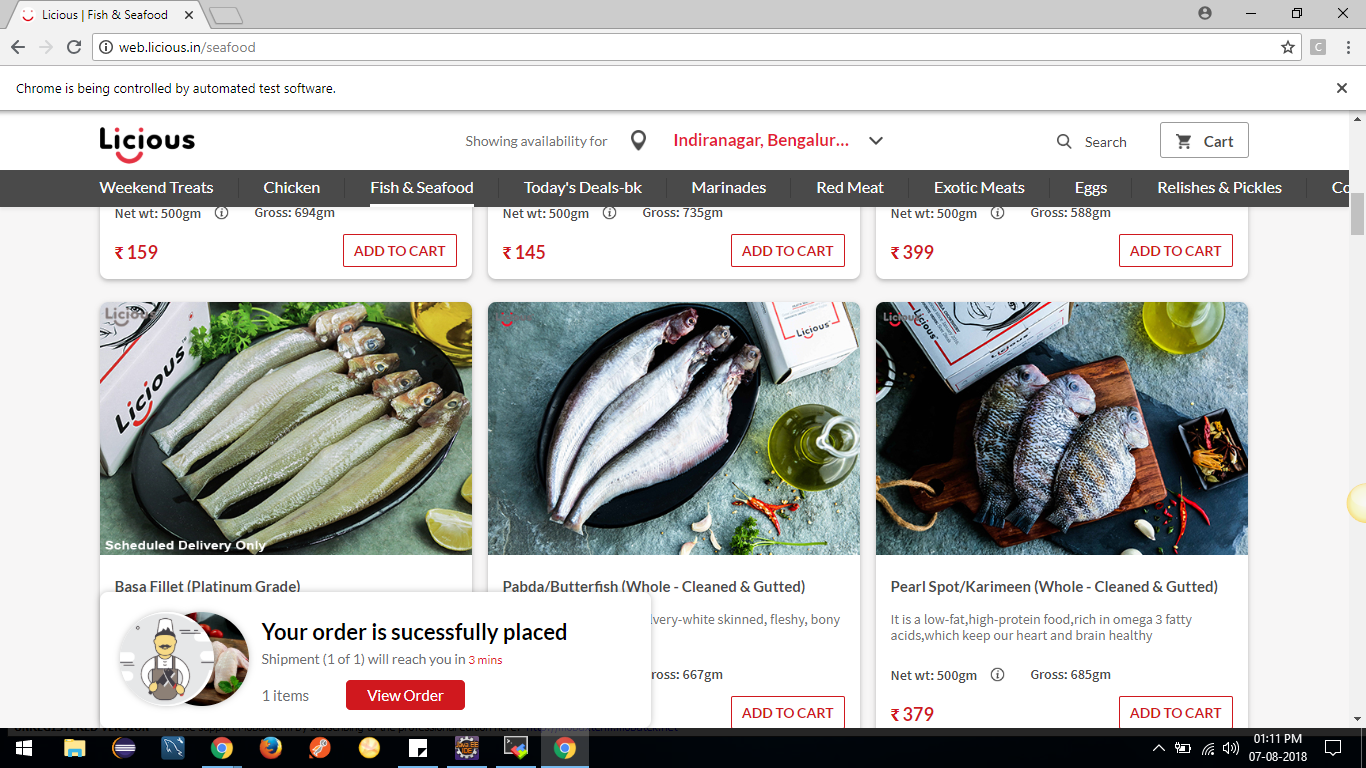 Licious | Fish & Seafood
web.licious.in/seafood
Chrome is being controlled by automated test software.
Licious
Showing availability for
Indiranagar, Bengalur...
Search
Cart
Weekend Treats
Chicken
Fish & Seafood
Today's Deals-bk
Marinades
Red Meat
Exotic Meats
Eggs
Relishes & Pickles
Co
Net wt: 500gm Gross: 694gm
₹ 159 ADD TO CART
Net wt: 500gm Gross: 735gm
₹ 145 ADD TO CART
Net wt: 500gm Gross: 588gm
₹ 399 ADD TO CART
Licious
Licious
Scheduled Delivery Only
Basa Fillet (Platinum Grade)
Licious
Pabda/Butterfish (Whole - Cleaned & Gutted)
lvery-white skinned, fleshy, bony
ross: 667gm
ADD TO CART
Licious
Licious
Pearl Spot/Karimeen (Whole - Cleaned & Gutted)
It is a low-fat,high-protein food,rich in omega 3 fatty
acids,which keep our heart and brain healthy
Net wt: 500gm Gross: 685gm
₹ 379 ADD TO CART
Your order is sucessfully placed
Shipment (1 of 1) will reach you in 3 mins
1 items
View Order
01:11 PM
07-08-2018